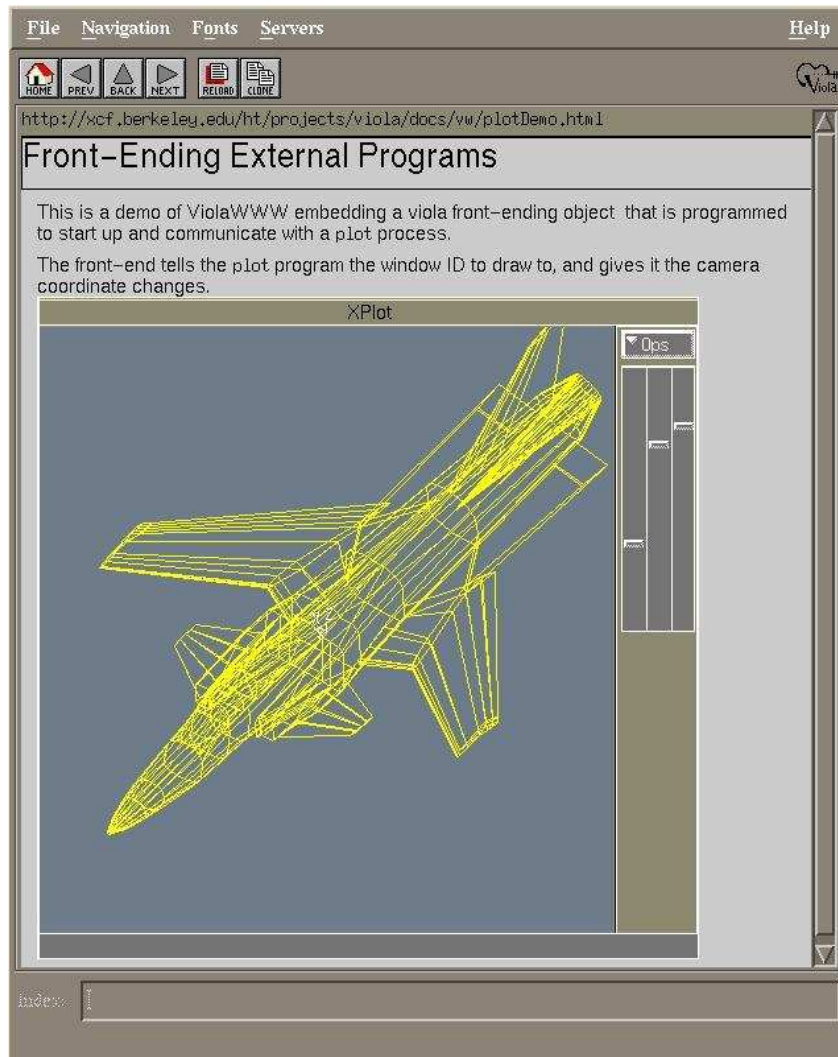 File Navigation Fonts Servers Help
HOME PREV BACK NEXT RELOAD CLONE
Viola
http://xcf.berkeley.edu/ht/projects/viola/docs/vw/plotDemo.html
Front-Ending External Programs
This is a demo of ViolaWWW embedding a viola front-ending object that is programmed
to start up and communicate with a plot process.
The front-end tells the plot program the window ID to draw to, and gives it the camera
coordinate changes.
XPlot
Ops
Index: